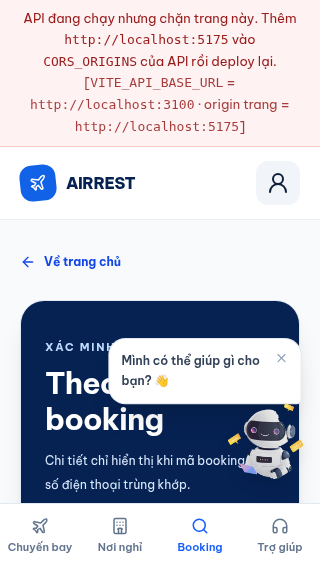 API đang chạy nhưng chặn trang này. Thêm
http://localhost:5175 vào
CORS_ORIGINS của API rồi deploy lại.
[VITE_API_BASE_URL =
http://localhost:3100 · origin trang =
http://localhost:5175]
AIRREST
Về trang chủ
XÁC MINH
Mình có thể giúp gì cho
bạn? 👋
booking
Chi tiết chỉ hiển thị khi mã booking
số điện thoại trùng khớp.
Chuyến bay
Nơi nghỉ
Booking
Trợ giúp